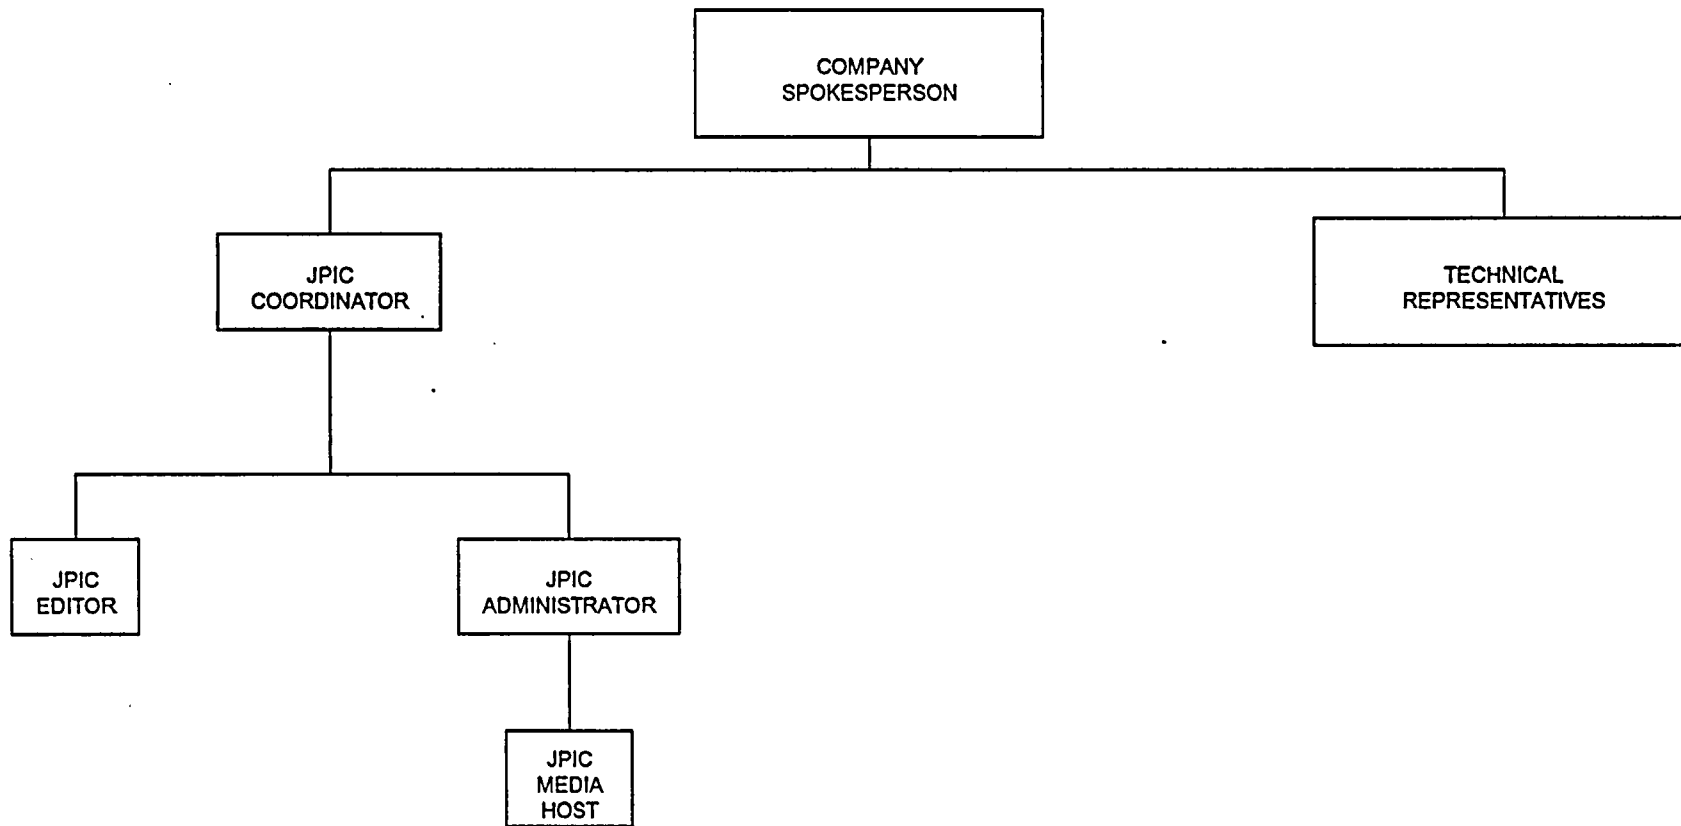 COMPANY
SPOKESPERSON
JPIC
COORDINATOR
TECHNICAL
REPRESENTATIVES
JPIC
EDITOR
JPIC
ADMINISTRATOR
JPIC
MEDIA
HOST